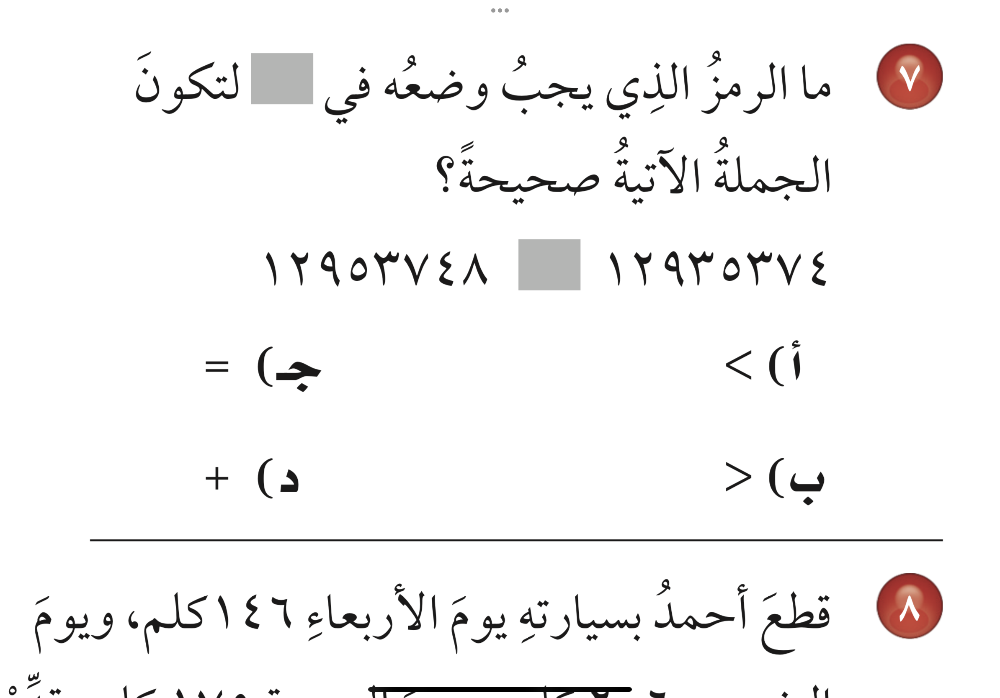 ٧ ما الرمزُ الذِي يجبُ وضعُه في لتكونَ
الجملةُ الآتيةُ صحيحةً؟
١٢٩٣٥٣٧٤ ١٢٩٥٣٧٤٨
أ) < جـ) =
ب) > د) +
٨ قطعَ أحمدُ بسيارتهِ يومَ الأربعاءِ ١٤٦ كلم، ويومَ